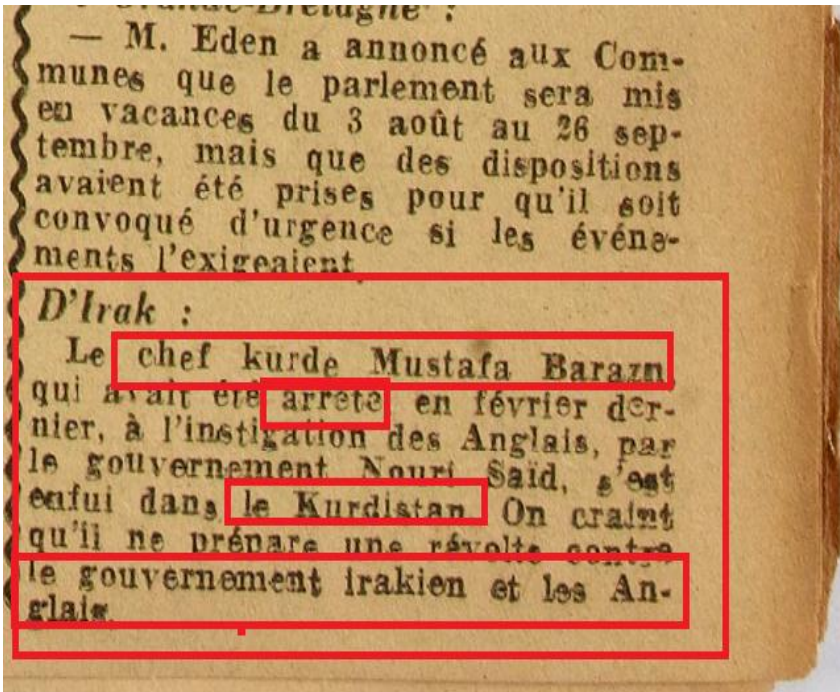 Grande-Bretagne :
— M. Eden a annoncé aux Com-
munes que le parlement sera mis
en vacances du 3 août au 26 sep-
tembre, mais que des dispositions
avaient été prises pour qu'il soit
convoqué d'urgence si les événe-
ments l'exigeaient
D'Irak :
Le chef kurde Mustafa Barazn
qui avait été arrêté en février der-
nier, à l'instigation des Anglais, par
le gouvernement Nouri Saïd, s'est
enfui dans le Kurdistan On craint
qu'il ne prépare une révolte contre
le gouvernement irakien et les An-
glais.